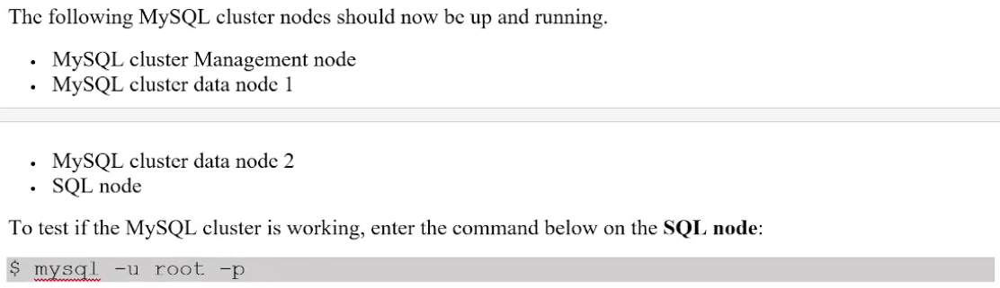 The following MySQL cluster nodes should now be up and running.
• MySQL cluster Management node
• MySQL cluster data node 1
• MySQL cluster data node 2
• SQL node
To test if the MySQL cluster is working, enter the command below on the SQL node:
$ mysql -u root -p